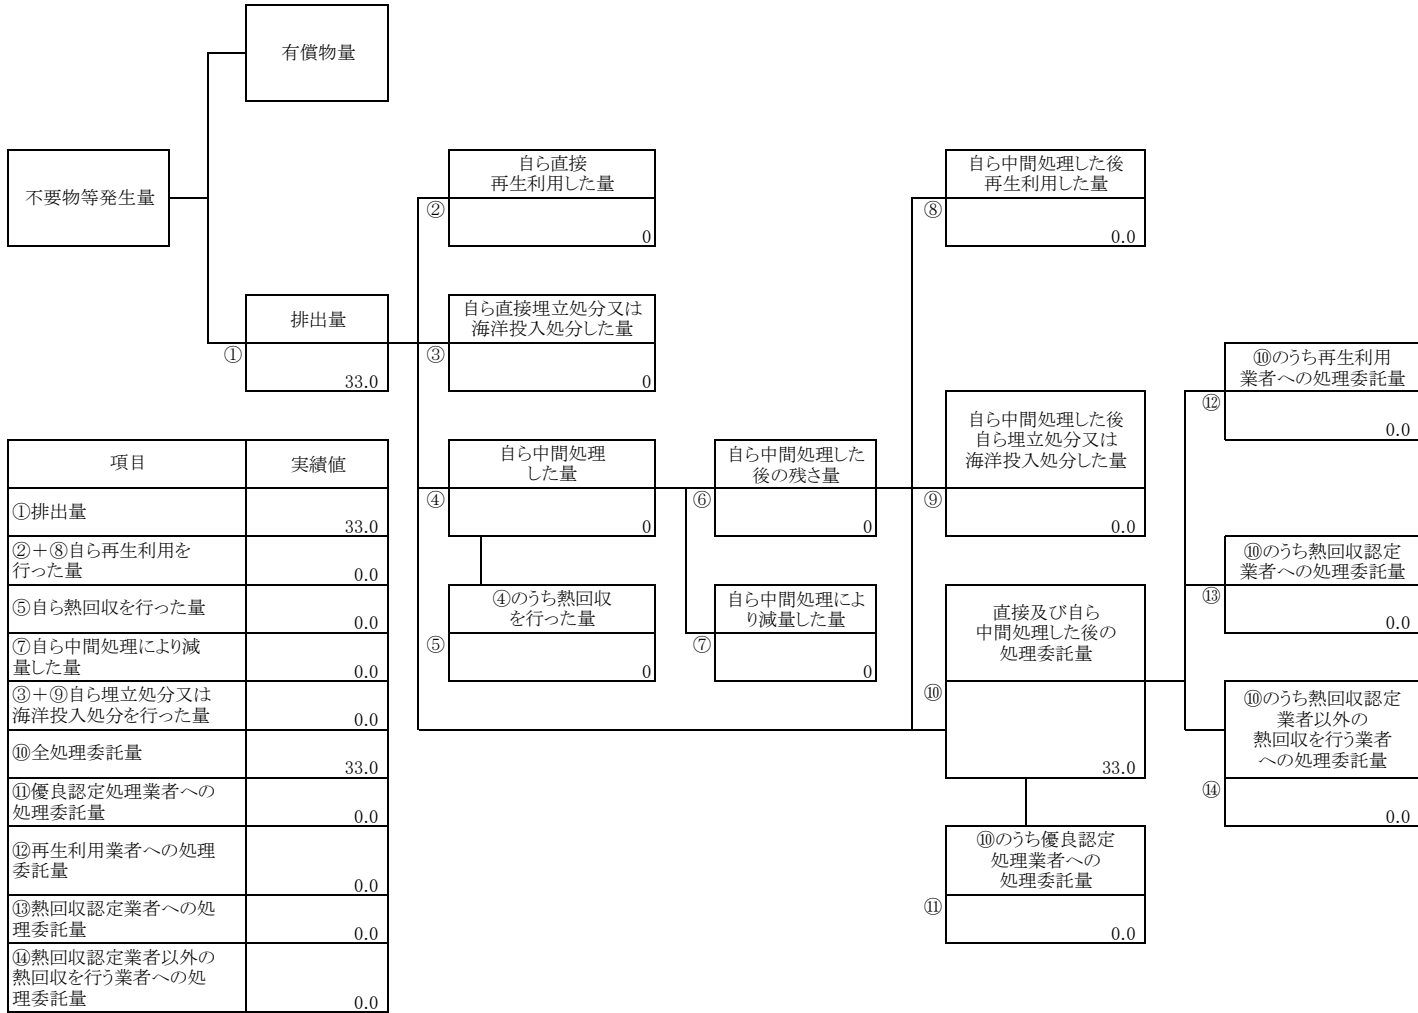 有償物量
不要物等発生量
自ら直接
再生利用した量
②
0
自ら中間処理した後
再生利用した量
⑧
0.0
排出量
①
33.0
自ら直接埋立処分又は
海洋投入処分した量
③
0
⑩のうち再生利用
業者への処理委託量
⑫
0.0
項目
実績値
①排出量
33.0
②＋⑧自ら再生利用を
行った量
0.0
⑤自ら熱回収を行った量
0.0
⑦自ら中間処理により減
量した量
0.0
③＋⑨自ら埋立処分又は
海洋投入処分を行った量
0.0
⑩全処理委託量
33.0
⑪優良認定処理業者への
処理委託量
0.0
⑫再生利用業者への処理
委託量
0.0
⑬熱回収認定業者への処
理委託量
0.0
⑭熱回収認定業者以外の
熱回収を行う業者への処
理委託量
0.0
自ら中間処理
した量
④
0
自ら中間処理した
後の残さ量
⑥
0
自ら中間処理した後
自ら埋立処分又は
海洋投入処分した量
⑨
0.0
④のうち熱回収
を行った量
⑤
0
自ら中間処理によ
り減量した量
⑦
0
直接及び自ら
中間処理した後の
処理委託量
⑩
33.0
⑩のうち熱回収認定
業者への処理委託量
⑬
0.0
⑩のうち熱回収認定
業者以外の
熱回収を行う業者
への処理委託量
⑭
0.0
⑩のうち優良認定
処理業者への
処理委託量
⑪
0.0